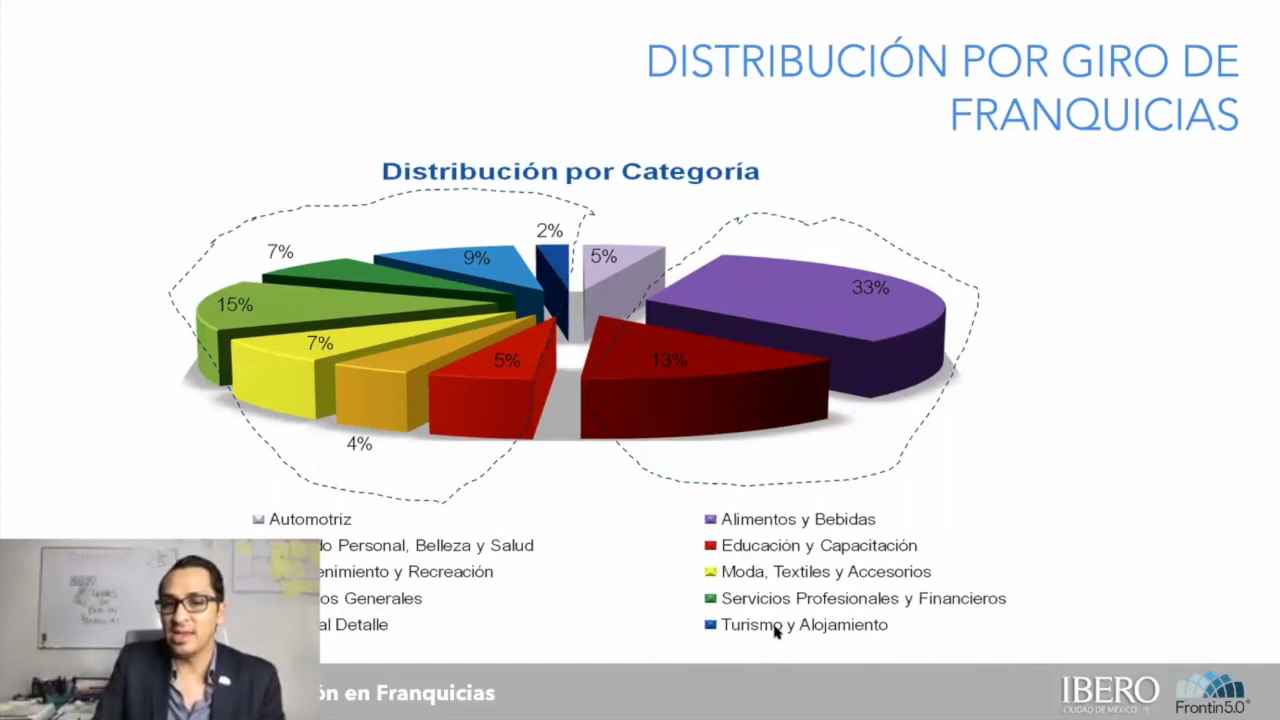 DISTRIBUCIÓN POR GIRO DE
FRANQUICIAS
Distribución por Categoría
2%
7%
9%
5%
33%
15%
7%
5%
13%
4%
Automotriz
Alimentos y Bebidas
do Personal, Belleza y Salud
Educación y Capacitación
enimiento y Recreación
Moda, Textiles y Accesorios
os Generales
Servicios Profesionales y Financieros
al Detalle
Turismo y Alojamiento
ón en Franquicias
IBERO
CIUDAD DE MÉXICO
Frontin5.0